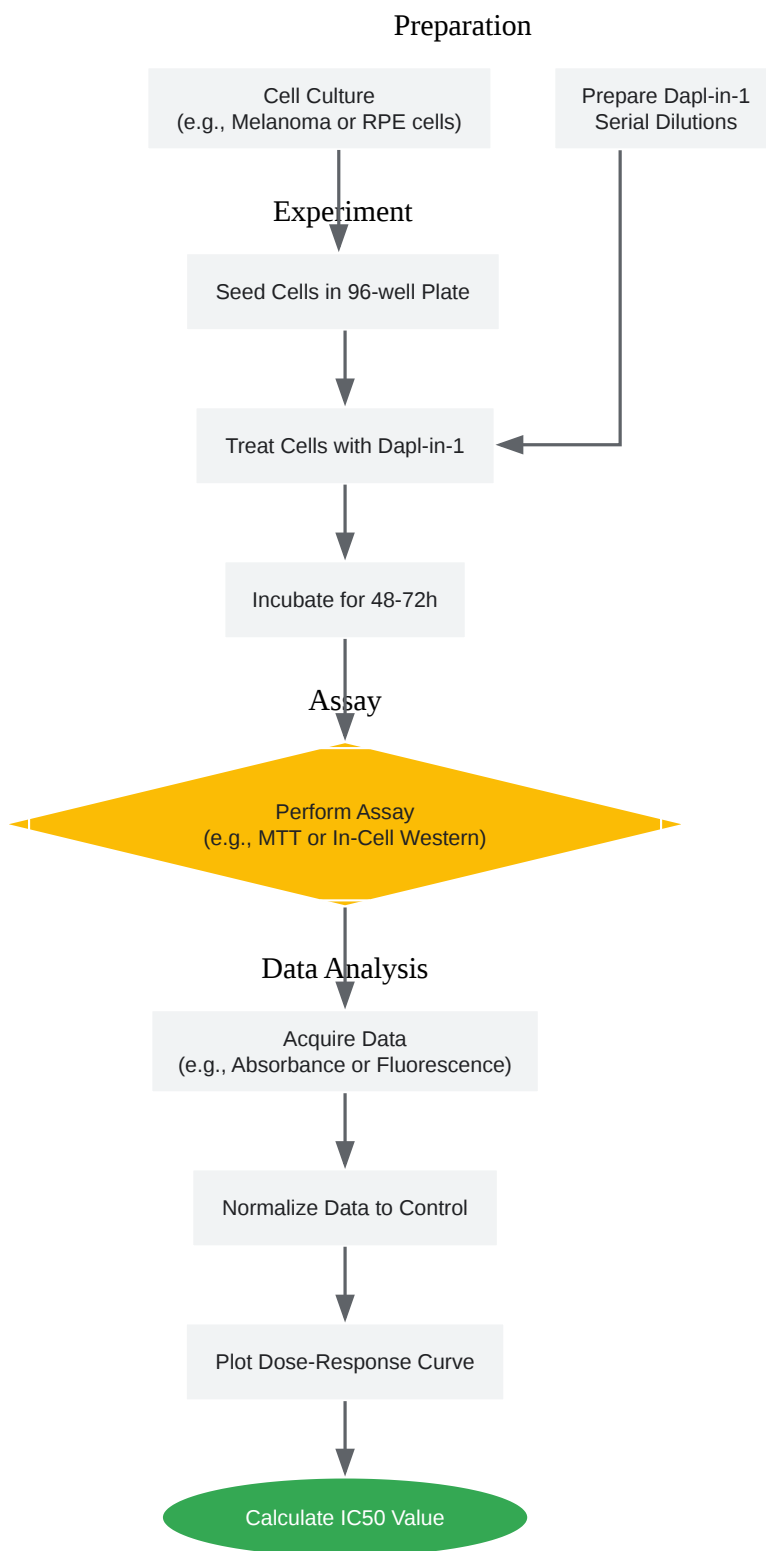 Preparation
Cell Culture
(e.g., Melanoma or RPE cells)
Prepare Dapl-in-1
Serial Dilutions
Experiment
Seed Cells in 96-well Plate
Treat Cells with Dapl-in-1
Incubate for 48-72h
Assay
Perform Assay
(e.g., MTT or In-Cell Western)
Data Analysis
Acquire Data
(e.g., Absorbance or Fluorescence)
Normalize Data to Control
Plot Dose-Response Curve
Calculate IC50 Value